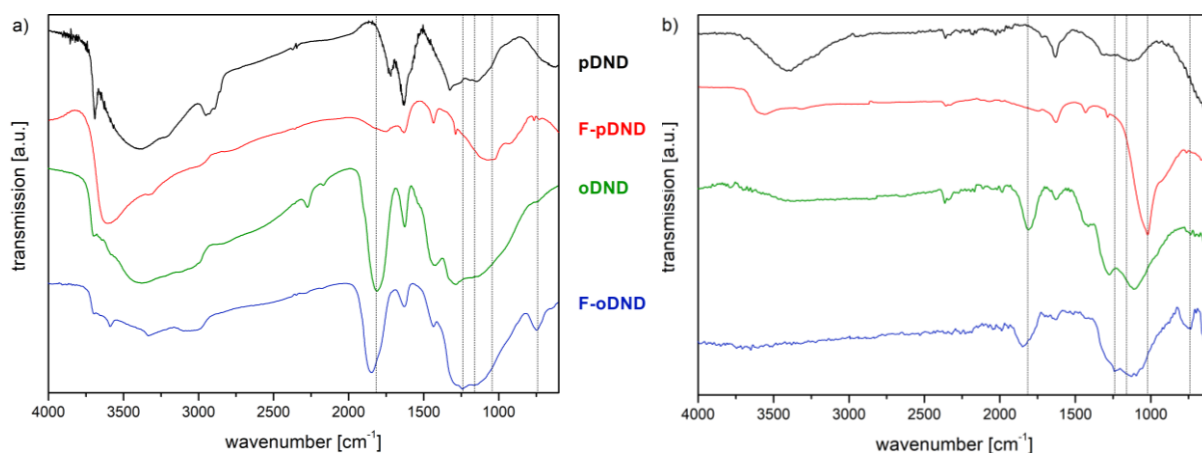 a)
transmission [a.u.]
pDND
F-pDND
oDND
F-oDND
4000 3500 3000 2500 2000 1500 1000
wavenumber [cm⁻¹]
b)
transmission [a.u.]
4000 3500 3000 2500 2000 1500 1000
wavenumber [cm⁻¹]